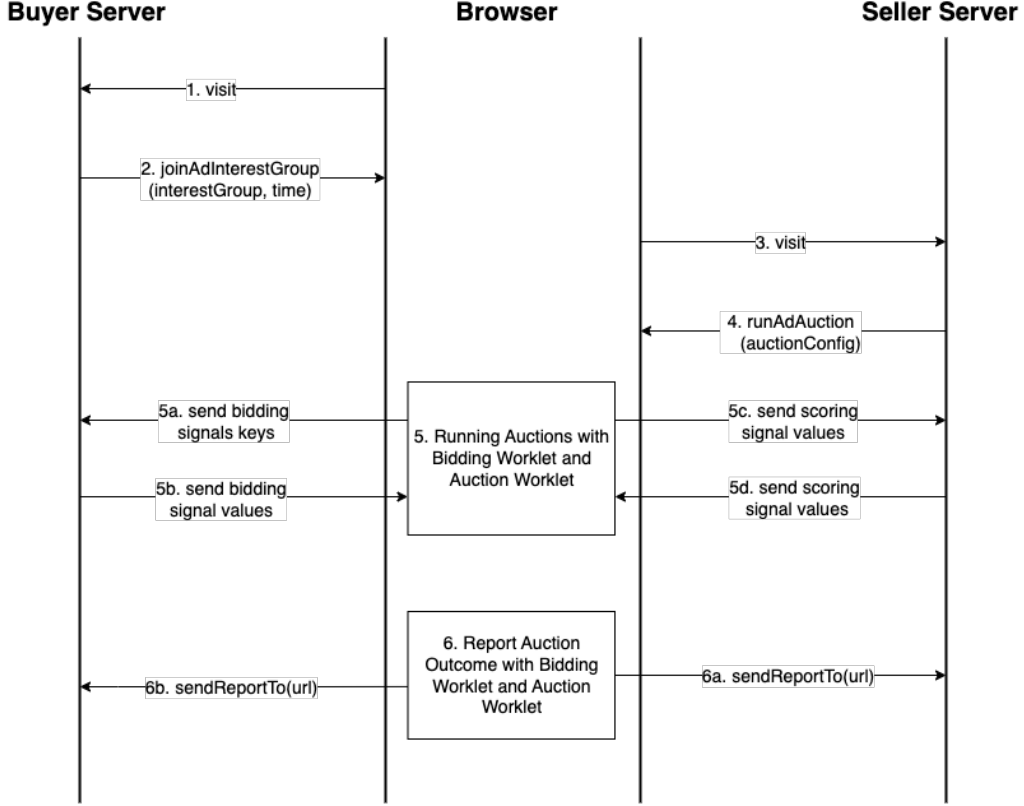 Buyer Server
Browser
Seller Server
1. visit
2. joinAdInterestGroup
(interestGroup, time)
3. visit
4. runAdAuction
(auctionConfig)
5a. send bidding
signals keys
5. Running Auctions with
Bidding Worklet and
Auction Worklet
5c. send scoring
signal values
5b. send bidding
signal values
5d. send scoring
signal values
6. Report Auction
Outcome with Bidding
Worklet and Auction
Worklet
6b. sendReportTo(url)
6a. sendReportTo(url)